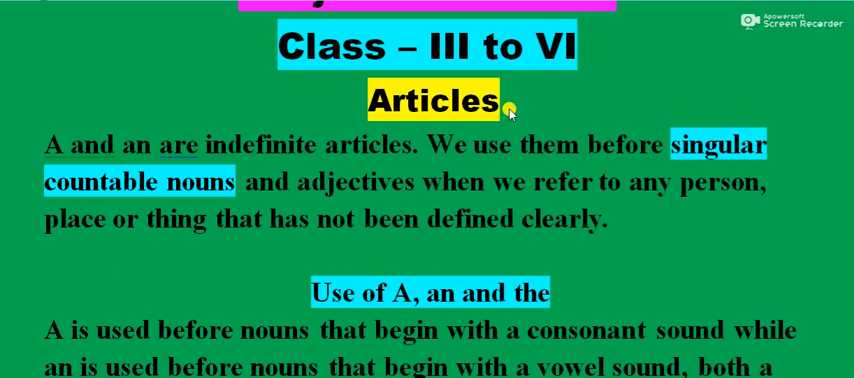 Apowersoft
Screen Recorder
Class – III to VI
Articles
A and an are indefinite articles. We use them before singular
countable nouns and adjectives when we refer to any person,
place or thing that has not been defined clearly.
Use of A, an and the
A is used before nouns that begin with a consonant sound while
an is used before nouns that begin with a vowel sound, both a